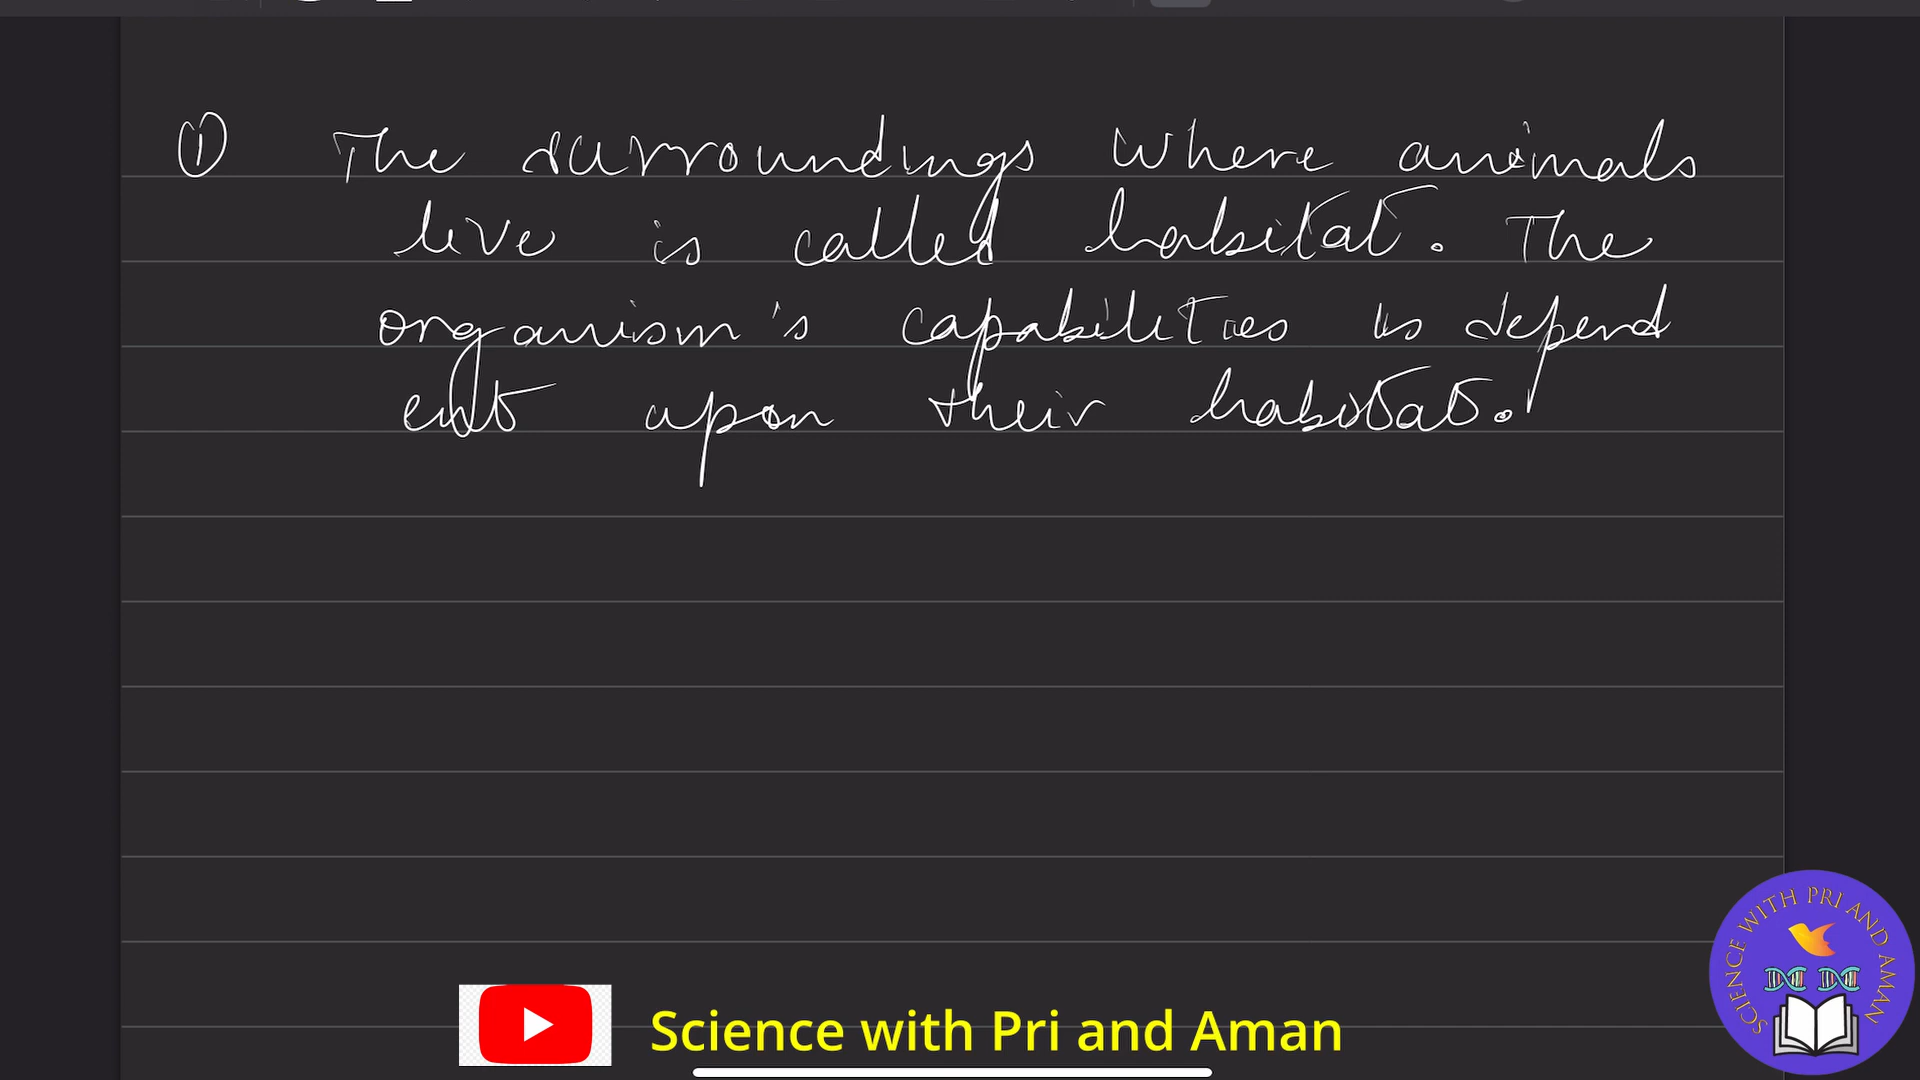 ① The surroundings where animals
live is called habitat. The
organism's capabilities is depend
ent upon their habitat.
Science with Pri and Aman
SCIENCE WITH PRI AND AMAN